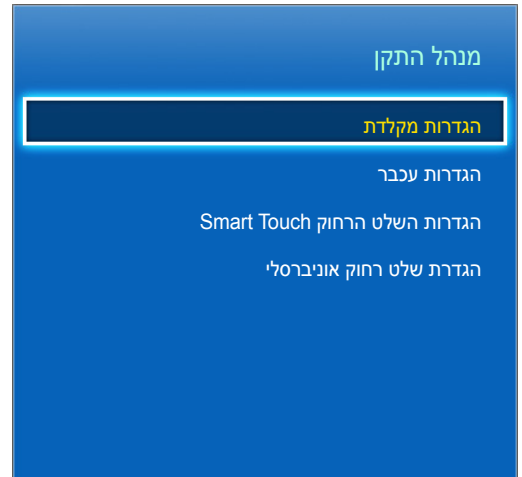 מנהל התקן
הגדרות מקלדת
הגדרות עכבר
הגדרות השלט הרחוק Smart Touch
הגדרת שלט רחוק אוניברסלי